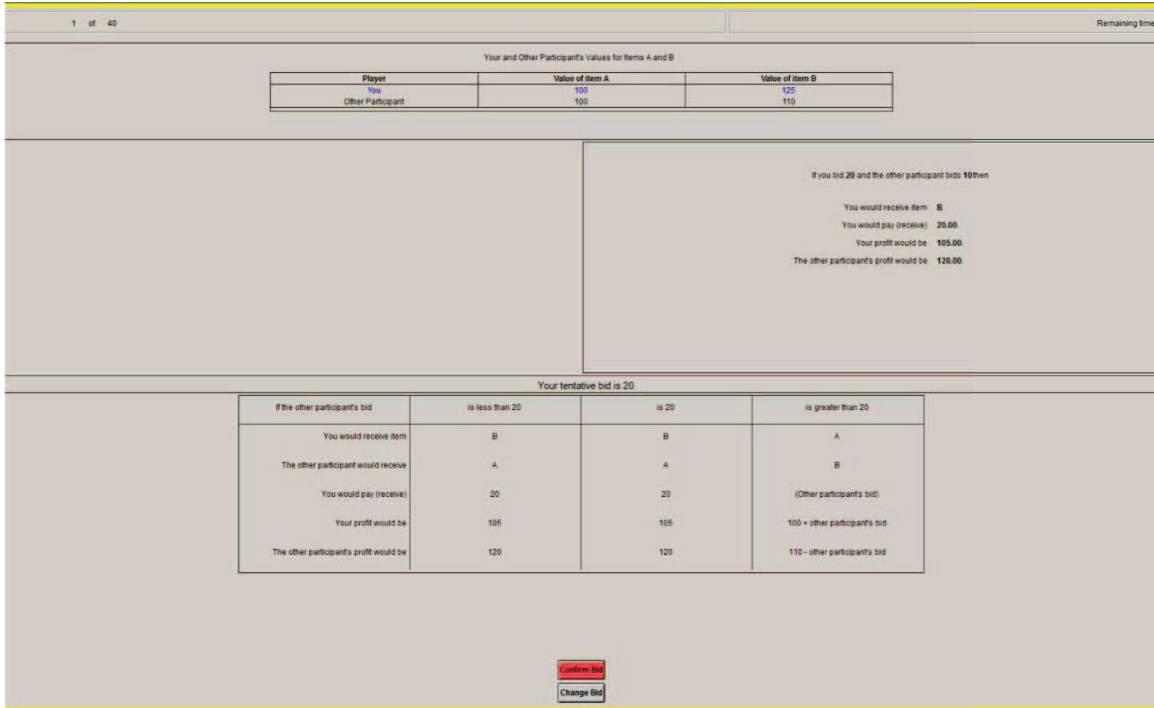 1 of 40 Remaining time
Your and Other Participant's Values for Items A and B
Player Value of item A Value of item B
You 100 125
Other Participant 100 110
If you bid 20 and the other participant bids 10 then
You would receive item B.
You would pay (receive) 20.00.
Your profit would be 105.00.
The other participant's profit would be 120.00.
Your tentative bid is 20.
If the other participant's bid is less than 20 is 20 is greater than 20
You would receive item B B A
The other participant would receive A A B
You would pay (receive) 20 20 (Other participant's bid)
Your profit would be 105 105 100 + other participant's bid
The other participant's profit would be 120 120 110 - other participant's bid
Confirm Bid
Change Bid